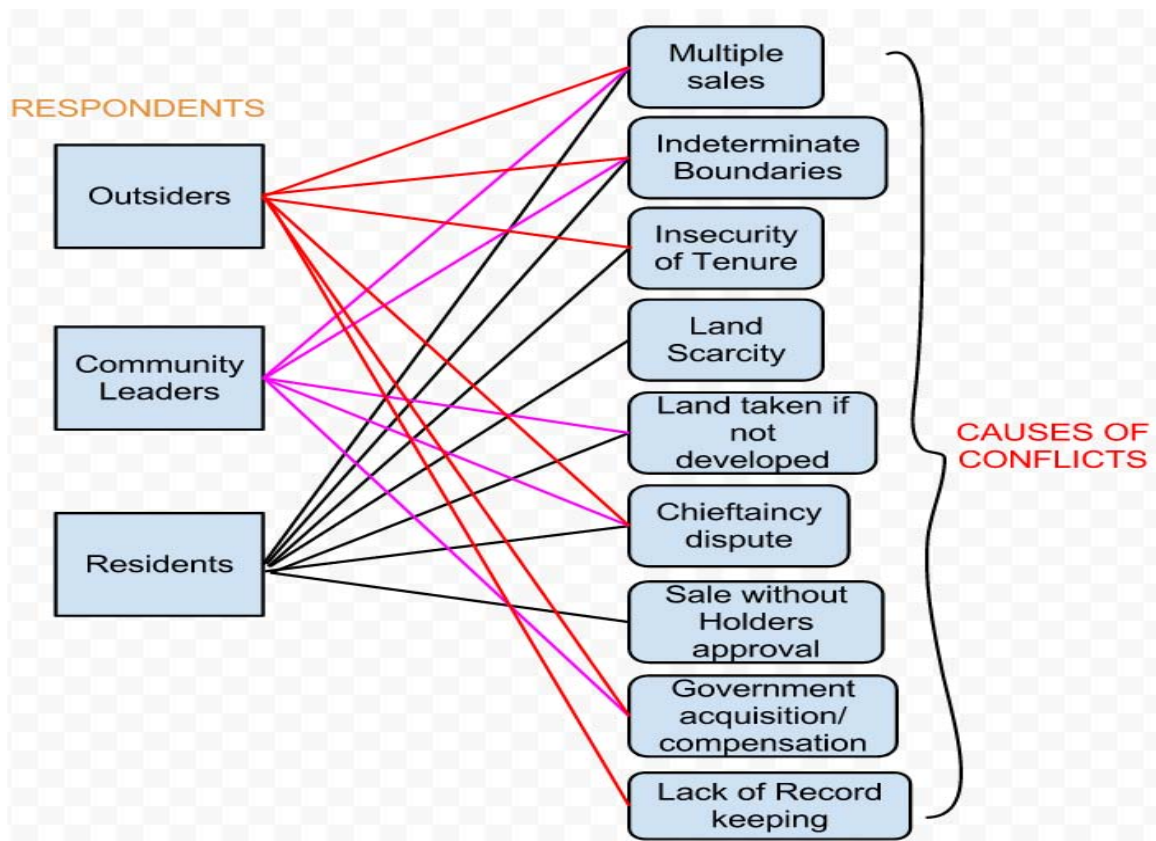 RESPONDENTS
Outsiders
Community
Leaders
Residents
Multiple
sales
Indeterminate
Boundaries
Insecurity
of Tenure
Land
Scarcity
Land taken if
not
developed
Chieftaincy
dispute
Sale without
Holders
approval
Government
acquisition/
compensation
Lack of Record
keeping
CAUSES OF
CONFLICTS